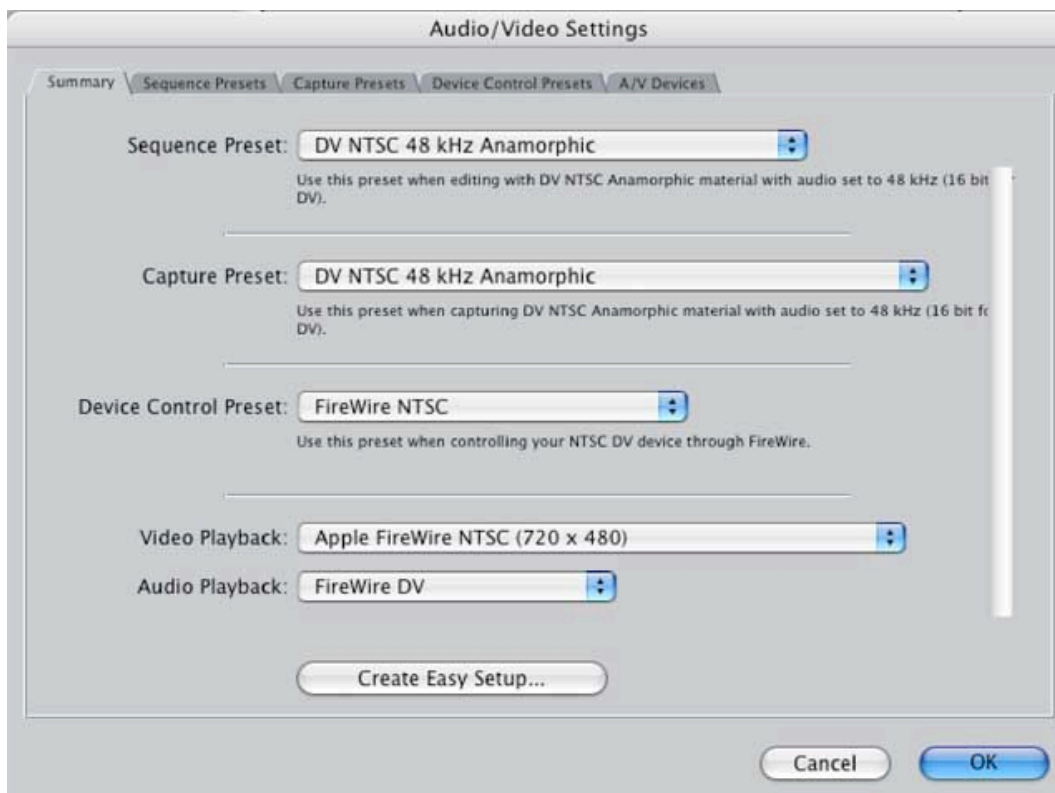 Audio/Video Settings
Summary Sequence Presets Capture Presets Device Control Presets A/V Devices
Sequence Preset: DV NTSC 48 kHz Anamorphic
Use this preset when editing with DV NTSC Anamorphic material with audio set to 48 kHz (16 bit
DV).
Capture Preset: DV NTSC 48 kHz Anamorphic
Use this preset when capturing DV NTSC Anamorphic material with audio set to 48 kHz (16 bit
DV).
Device Control Preset: FireWire NTSC
Use this preset when controlling your NTSC DV device through FireWire.
Video Playback: Apple FireWire NTSC (720 x 480)
Audio Playback: FireWire DV
Create Easy Setup...
Cancel OK